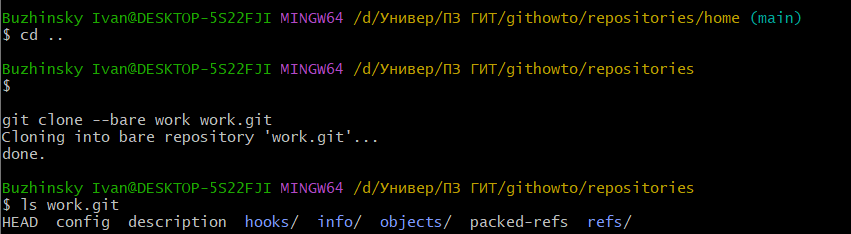 Buzhinsky Ivan@DESKTOP-5S22FJI MINGW64 /d/Универ/ПЗ ГИТ/githowto/repositories/home (main)
$ cd ..
Buzhinsky Ivan@DESKTOP-5S22FJI MINGW64 /d/Универ/ПЗ ГИТ/githowto/repositories
$
git clone --bare work work.git
Cloning into bare repository 'work.git'...
done.
Buzhinsky Ivan@DESKTOP-5S22FJI MINGW64 /d/Универ/ПЗ ГИТ/githowto/repositories
$ ls work.git
HEAD config description hooks/ info/ objects/ packed-refs refs/